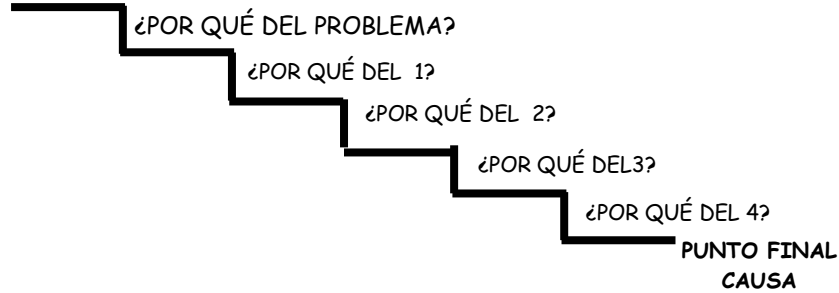 ¿POR QUÉ DEL PROBLEMA?
¿POR QUÉ DEL 1?
¿POR QUÉ DEL 2?
¿POR QUÉ DEL3?
¿POR QUÉ DEL 4?
PUNTO FINAL
CAUSA